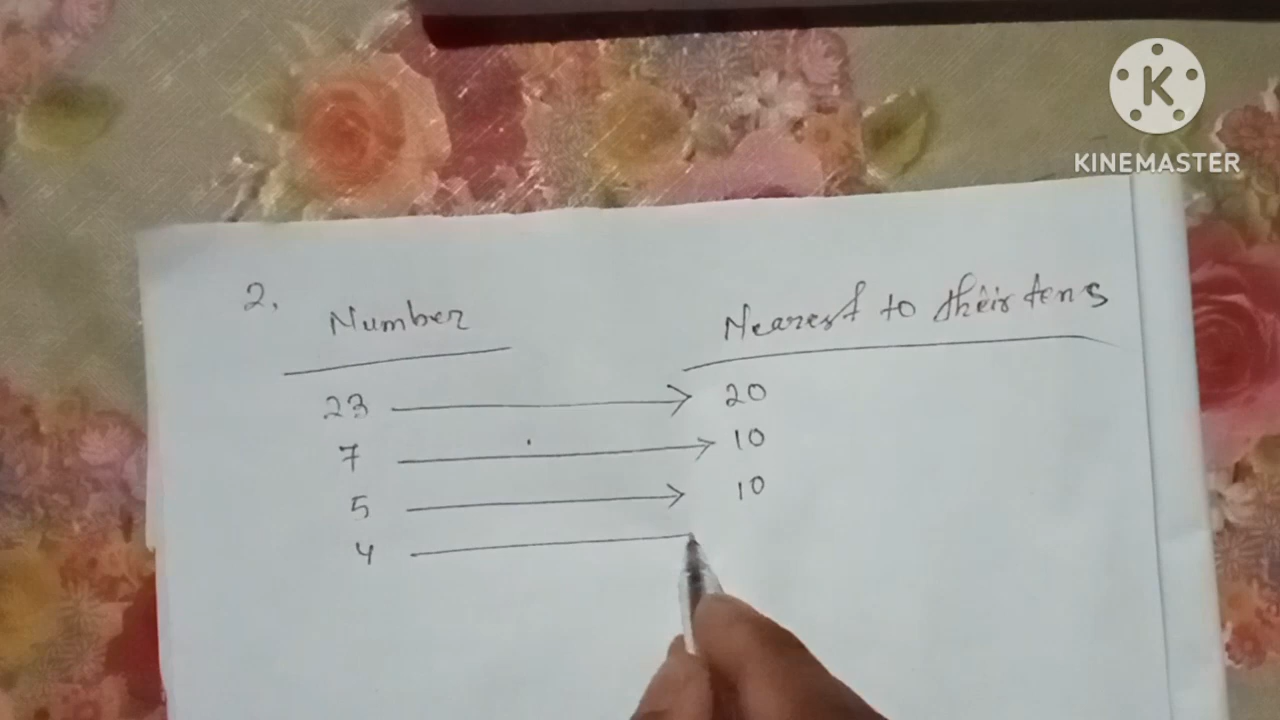 KINEMASTER
2. Number Nearest to their tens
23 → 20
7 → 10
5 → 10
4